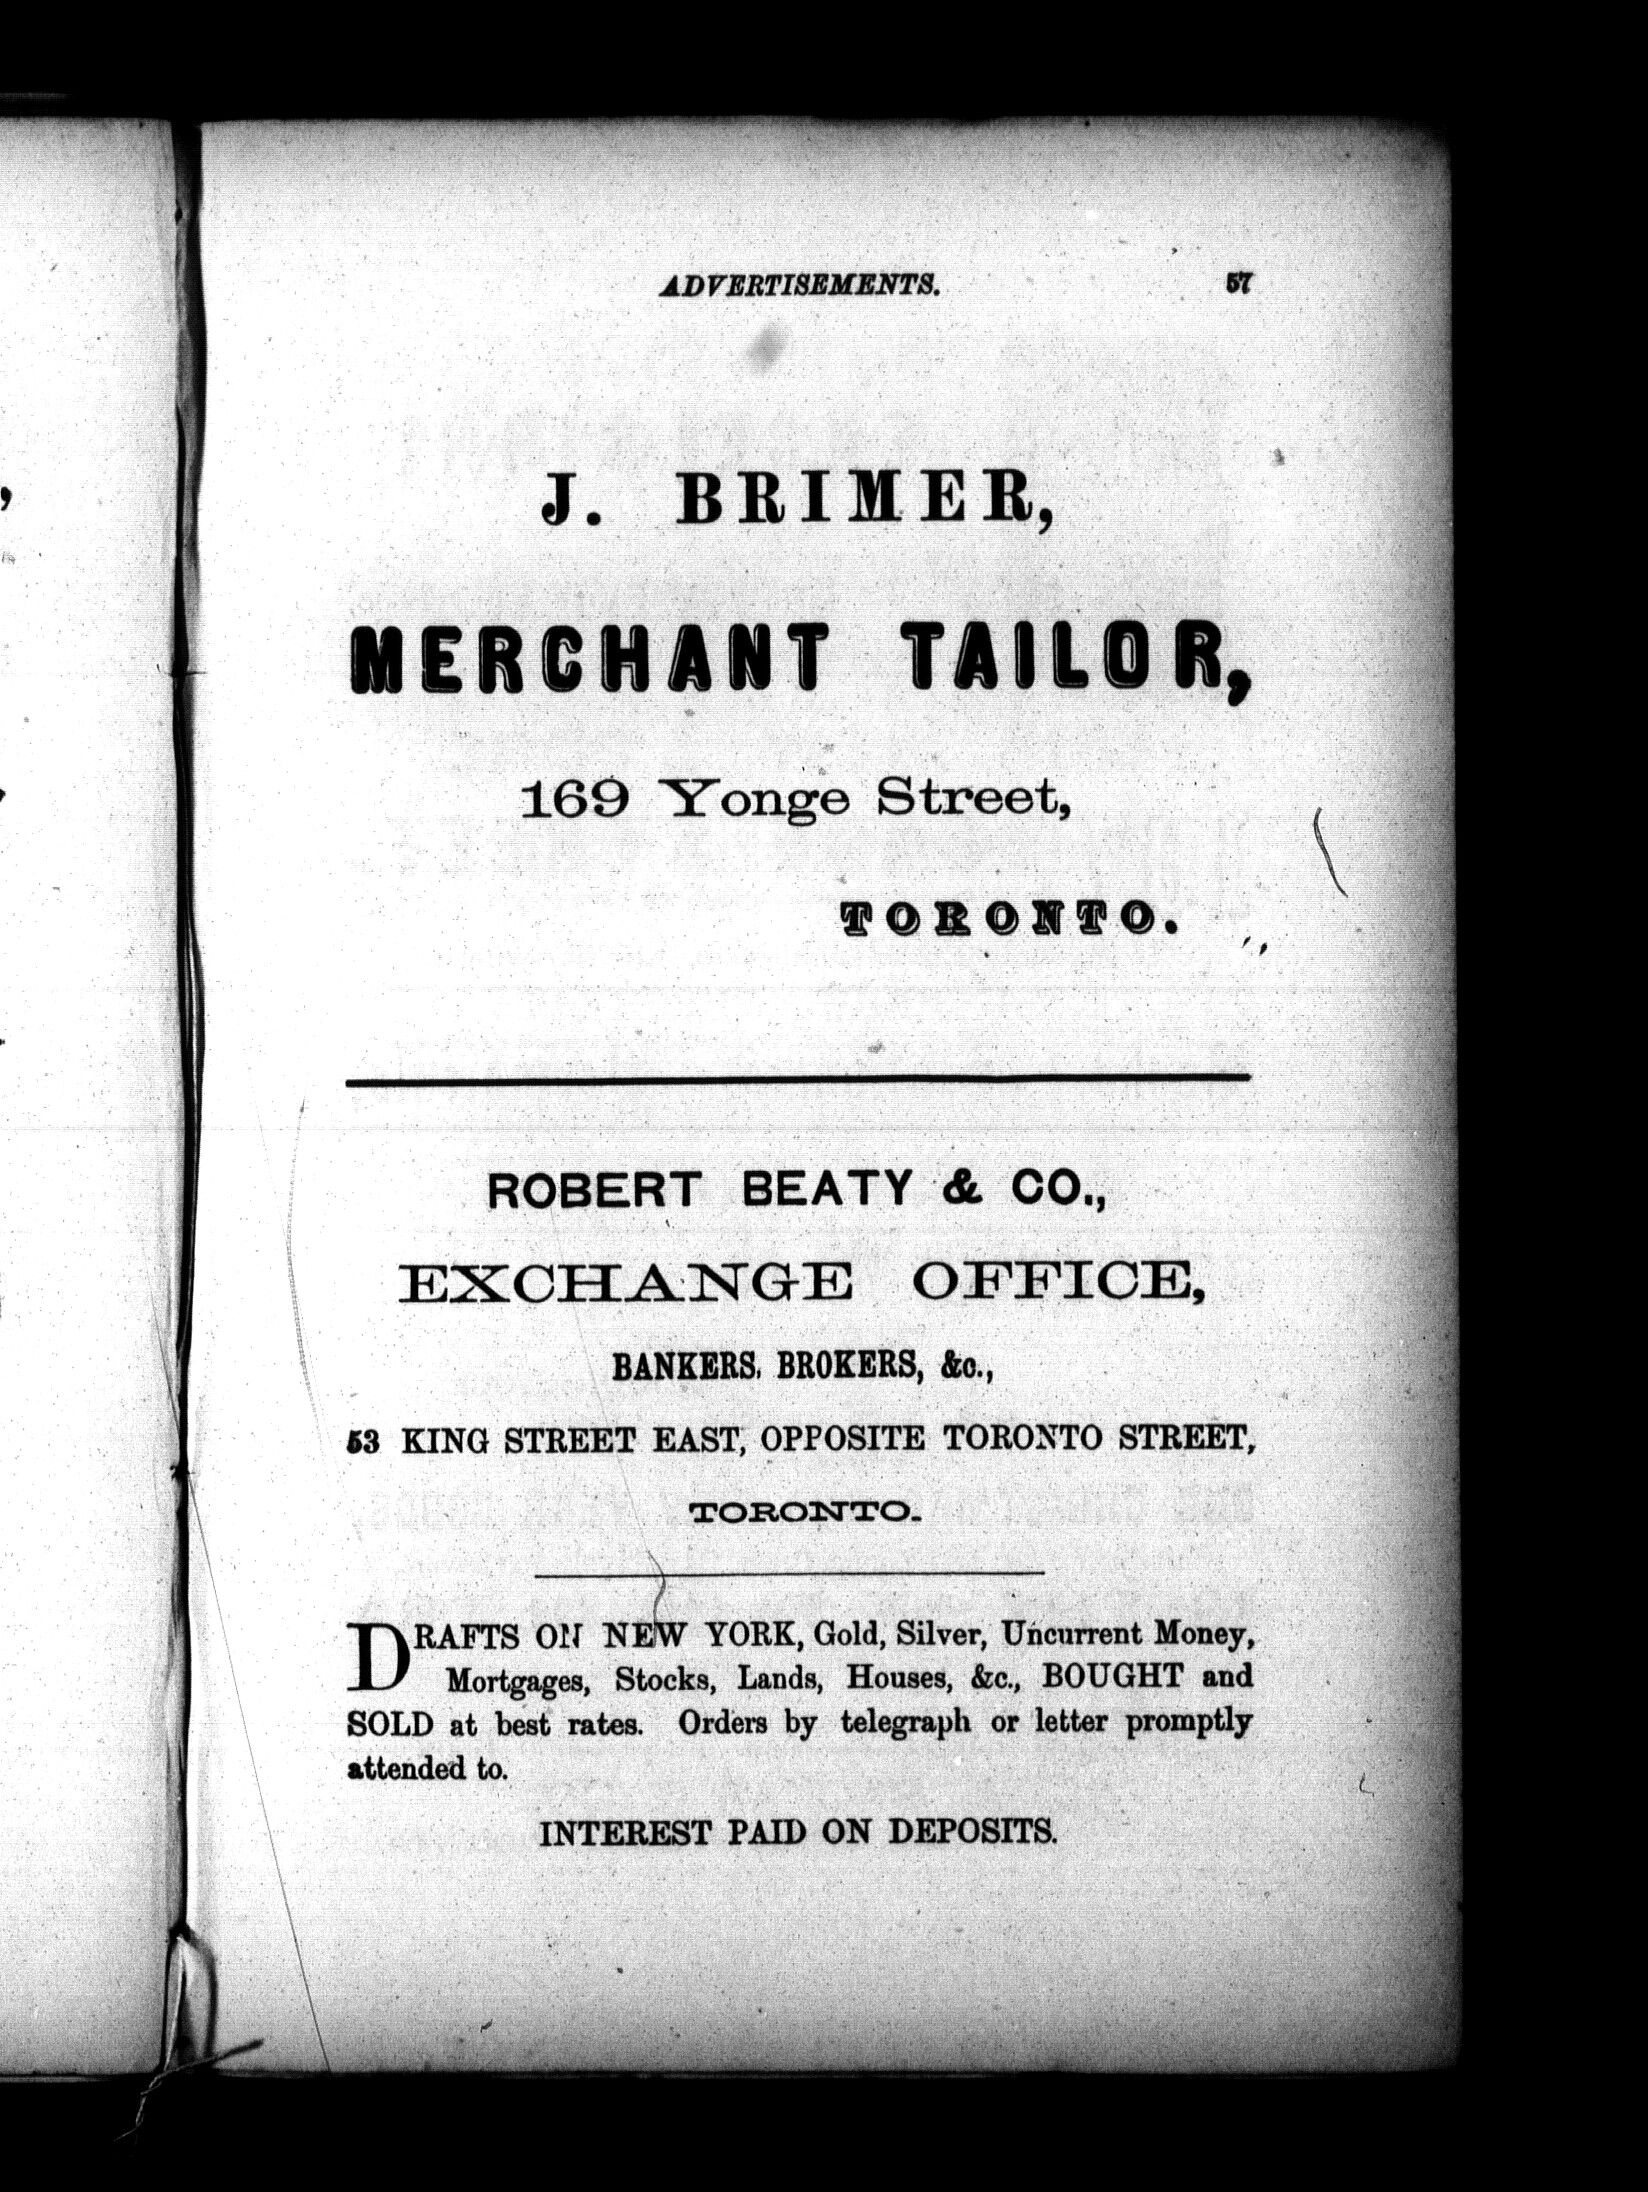 ADVERTISEMENTS. 57
J. BRIMER,
MERCHANT TAILOR,
169 Yonge Street,
TORONTO.
ROBERT BEATY & CO.,
EXCHANGE OFFICE,
BANKERS, BROKERS, &c.,
53 KING STREET EAST, OPPOSITE TORONTO STREET,
TORONTO.
DRAFTS ON NEW YORK, Gold, Silver, Uncurrent Money,
Mortgages, Stocks, Lands, Houses, &c., BOUGHT and
SOLD at best rates. Orders by telegraph or letter promptly
attended to.
INTEREST PAID ON DEPOSITS.